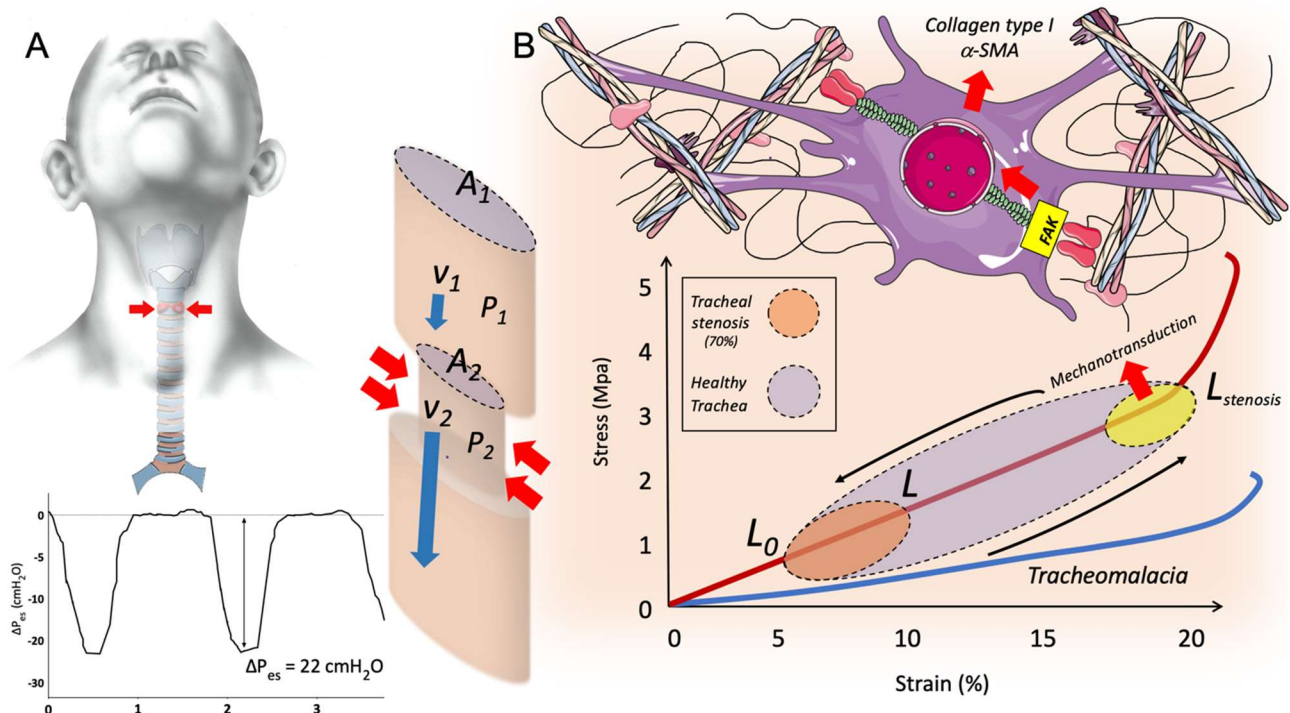 A
A1
v1
P1
A2
v2
P2
0
-5
-10
-20
-30
ΔPes (cmH2O)
ΔPes = 22 cmH2O
0
1
2
3
B
Collagen type I
α-SMA
FAK
Tracheal
stenosis
(70%)
Healthy
Trachea
Mechanotransduction
Lstenosis
L
L0
Tracheomalacia
Stress (Mpa)
5
4
3
2
1
0
0
5
10
15
20
Strain (%)